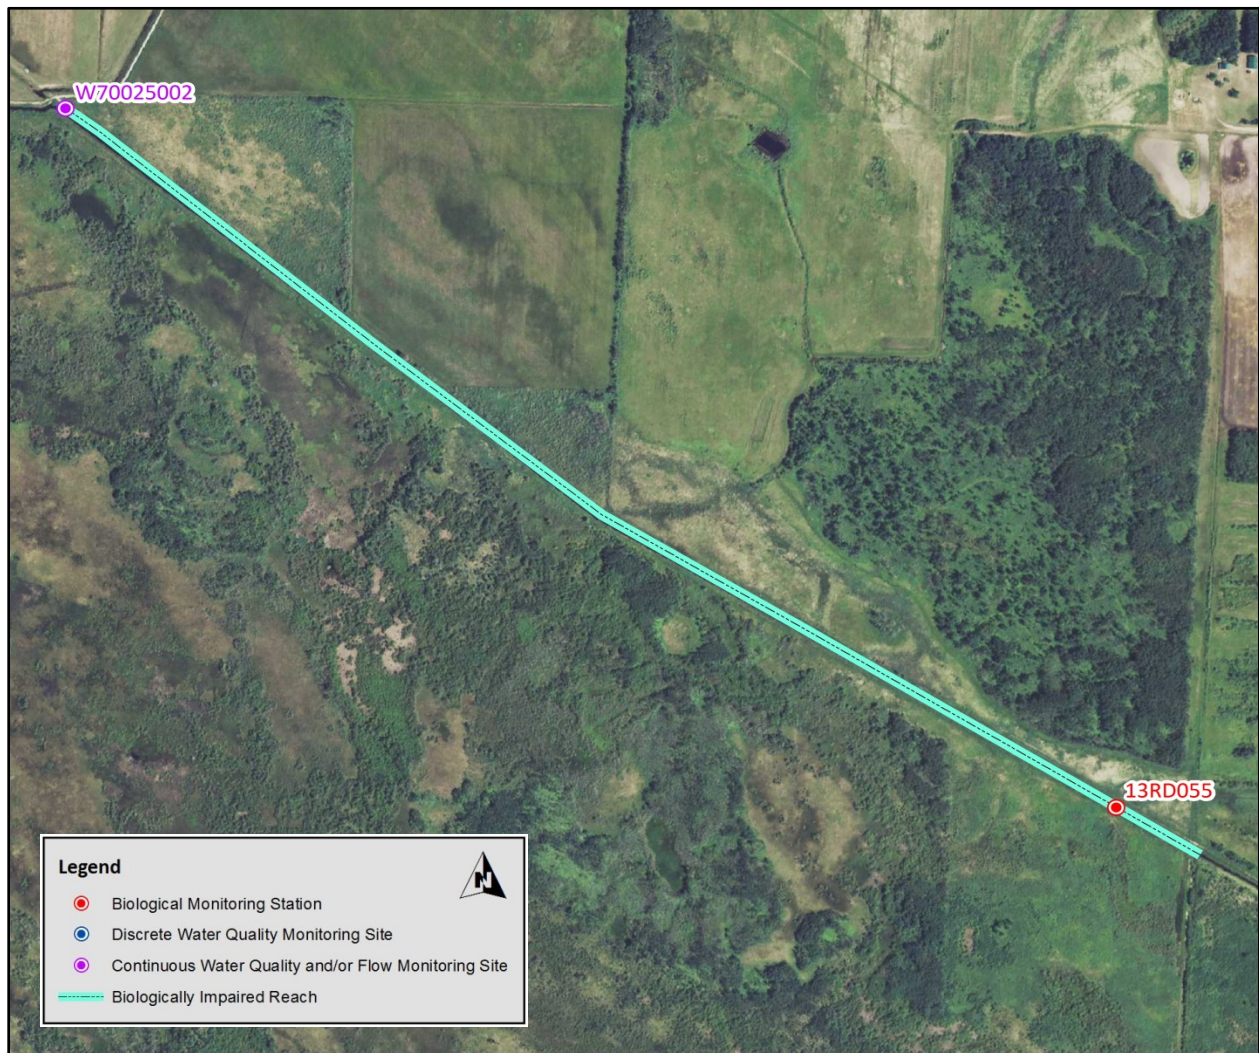 W70025002
13RD055
Legend
N
Biological Monitoring Station
Discrete Water Quality Monitoring Site
Continuous Water Quality and/or Flow Monitoring Site
Biologically Impaired Reach